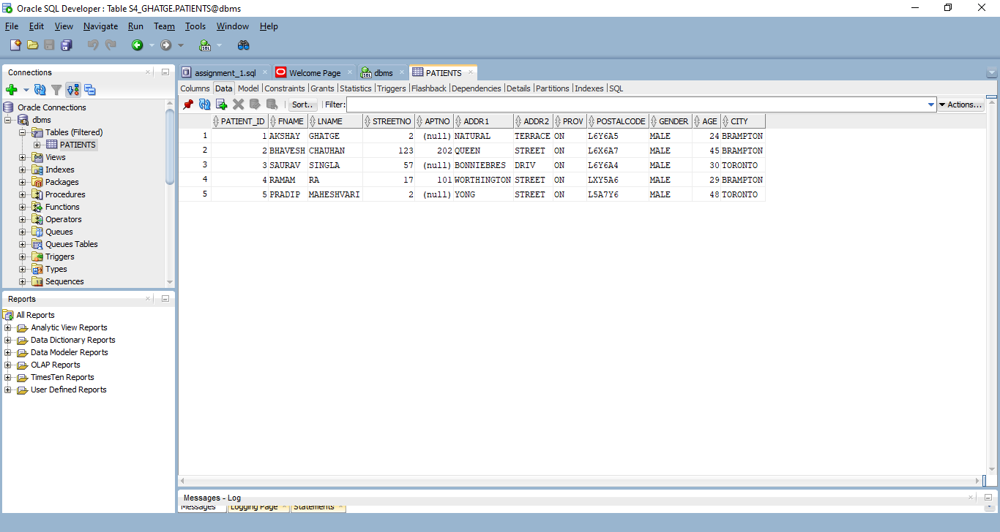 Oracle SQL Developer : Table S4_GHATGE.PATIENTS@dbms
File Edit View Navigate Run Team Tools Window Help
Connections
Oracle Connections
dbms
Tables (Filtered)
PATIENTS
Views
Indexes
Packages
Procedures
Functions
Operators
Queues
Queues Tables
Triggers
Types
Sequences
Reports
All Reports
Analytic View Reports
Data Dictionary Reports
Data Modeler Reports
OLAP Reports
TimesTen Reports
User Defined Reports
assignment_1.sql Welcome Page dbms PATIENTS
Columns Data Model Constraints Grants Statistics Triggers Flashback Dependencies Details Partitions Indexes SQL
Sort.. Filter: Actions...
PATIENT_ID FNAME LNAME STREETNO APTNO ADDR1 ADDR2 PROV POSTALCODE GENDER AGE CITY
1 1 AKSHAY GHATGE 2 (null) NATURAL TERRACE ON L6Y6A5 MALE 24 BRAMPTON
2 2 BHAVESH CHAUHAN 123 202 QUEEN STREET ON L6X6A7 MALE 45 BRAMPTON
3 3 SAURAV SINGLA 57 (null) BONNIEBRES DRIV ON L6Y6A4 MALE 30 TORONTO
4 4 RAMAM RA 17 101 WORTHINGTON STREET ON LXY5A6 MALE 29 BRAMPTON
5 5 PRADIP MAHESHVARI 2 (null) YONG STREET ON L5A7Y6 MALE 48 TORONTO
Messages - Log
Messages Logging Page Statements